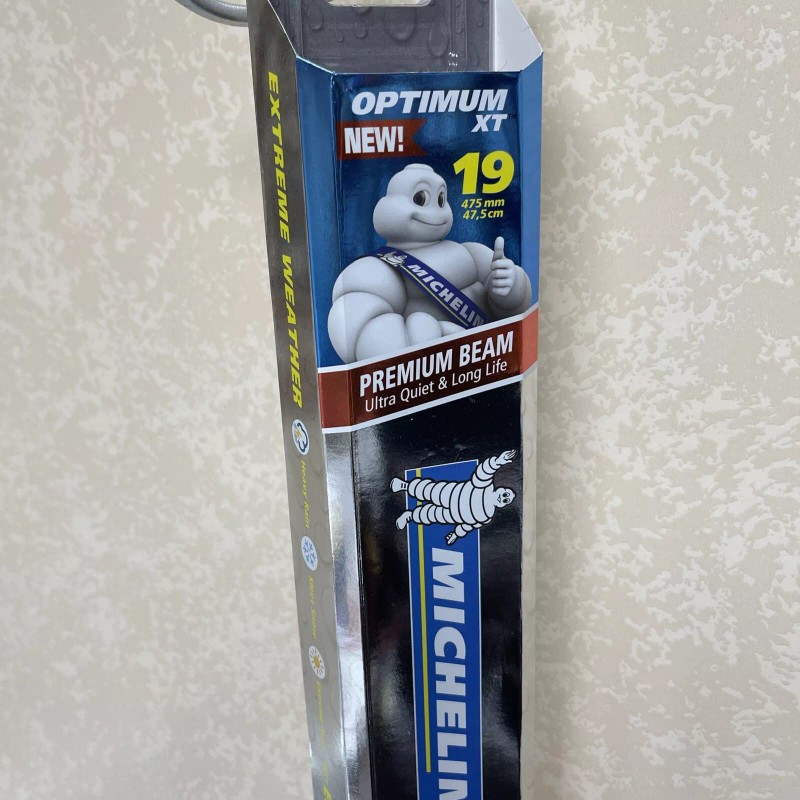 OPTIMUM
XT
NEW!
19
475 mm
47,5cm
MICHELIN
PREMIUM BEAM
Ultra Quiet & Long Life
MICHELIN
EXTREME WEATHER
Heavy Rain